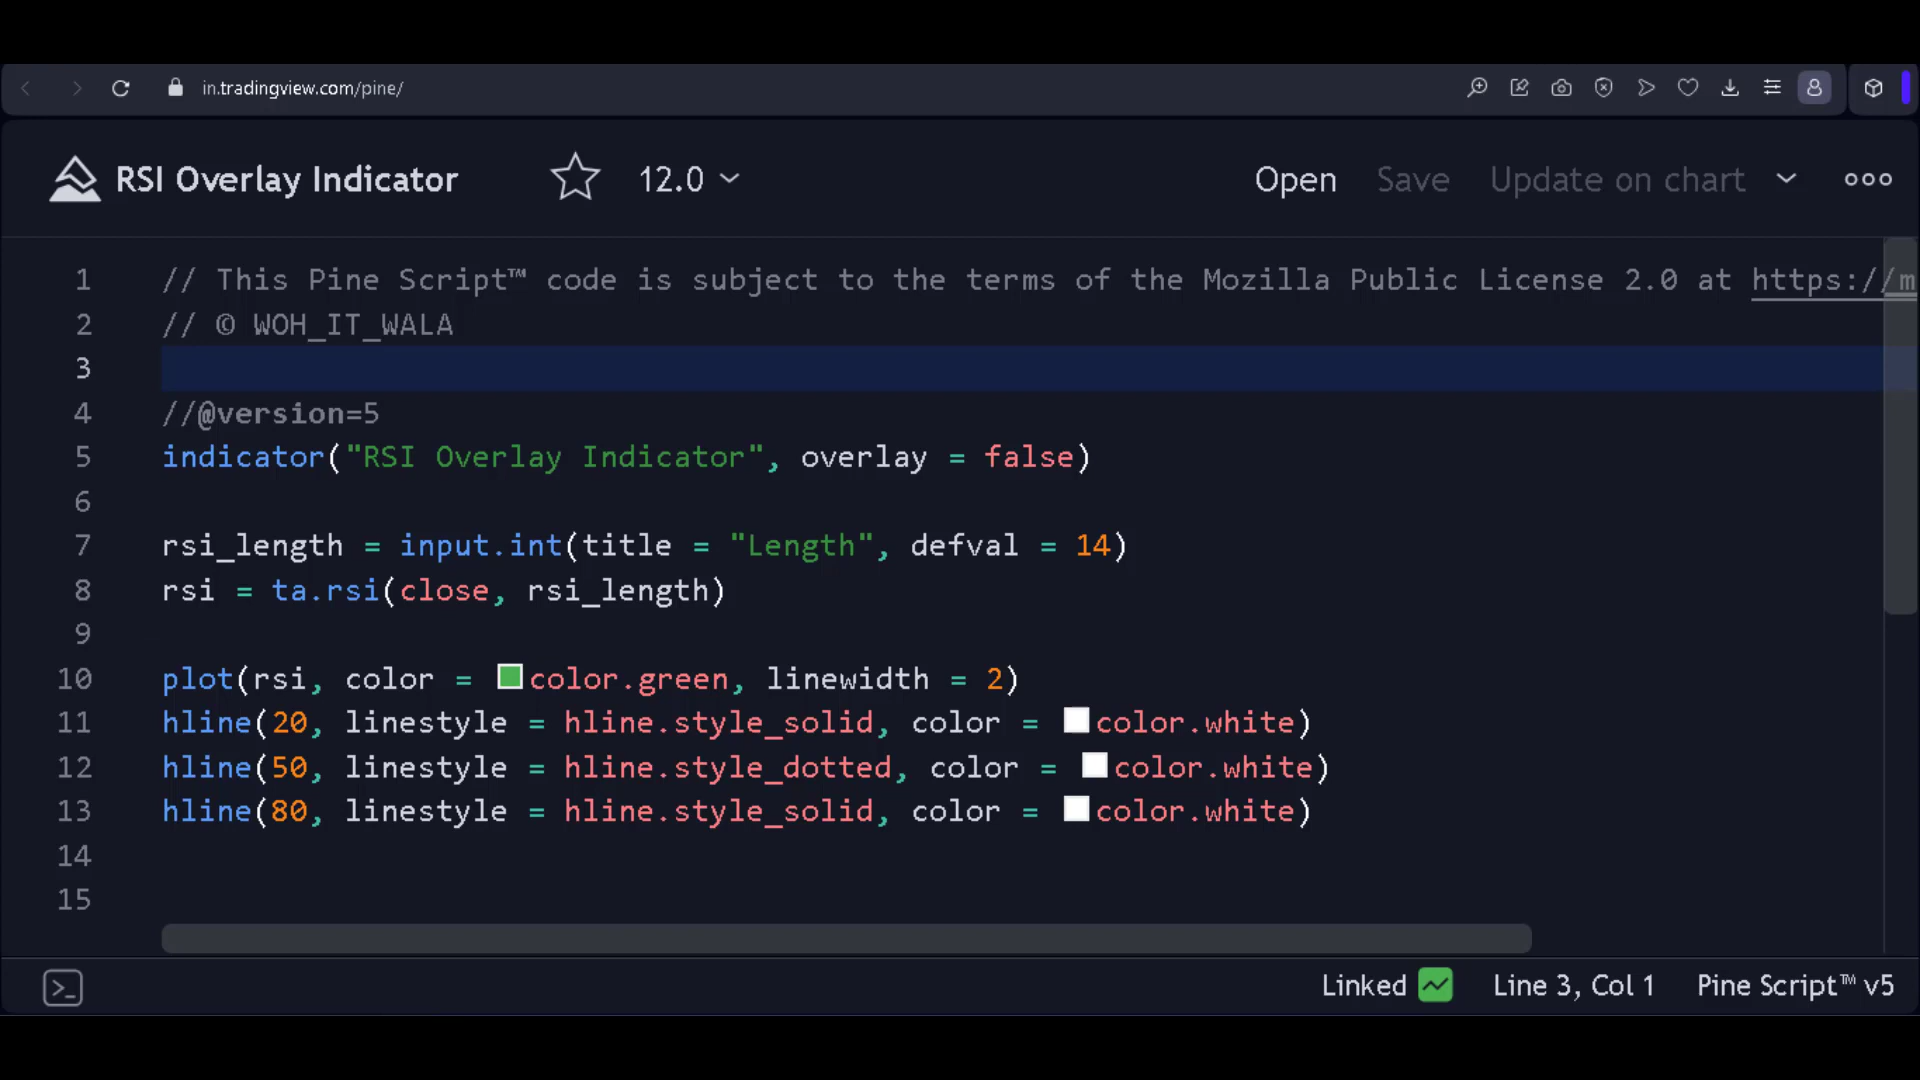 in.tradingview.com/pine/
RSI Overlay Indicator
12.0
Open
Save
Update on chart
1 // This Pine Script™ code is subject to the terms of the Mozilla Public License 2.0 at https://m
2 // © WOH_IT_WALA
3
4 //@version=5
5 indicator("RSI Overlay Indicator", overlay = false)
6
7 rsi_length = input.int(title = "Length", defval = 14)
8 rsi = ta.rsi(close, rsi_length)
9
10 plot(rsi, color = color.green, linewidth = 2)
11 hline(20, linestyle = hline.style_solid, color = color.white)
12 hline(50, linestyle = hline.style_dotted, color = color.white)
13 hline(80, linestyle = hline.style_solid, color = color.white)
14
15
Linked
Line 3, Col 1
Pine Script™ v5